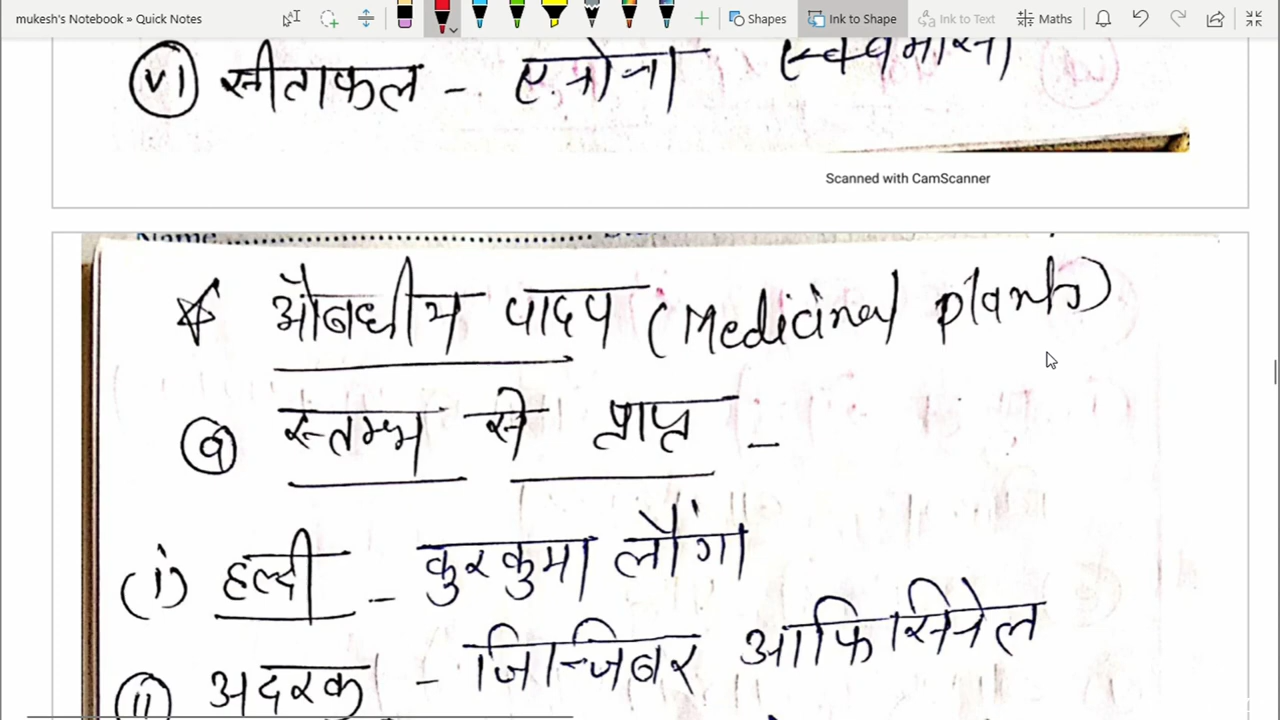 mukesh's Notebook » Quick Notes
Shapes
Ink to Shape
Ink to Text
Maths
(vi) सीताफल - एनोना स्क्वेमोसा
Scanned with CamScanner
Name
औषधीय पादप (Medicinal plants)
स्तम्भ से प्राप्त -
(i) हल्दी - कुरकुमा लौंगा
(ii) अदरक - जिन्जिबर आफिसिनेल